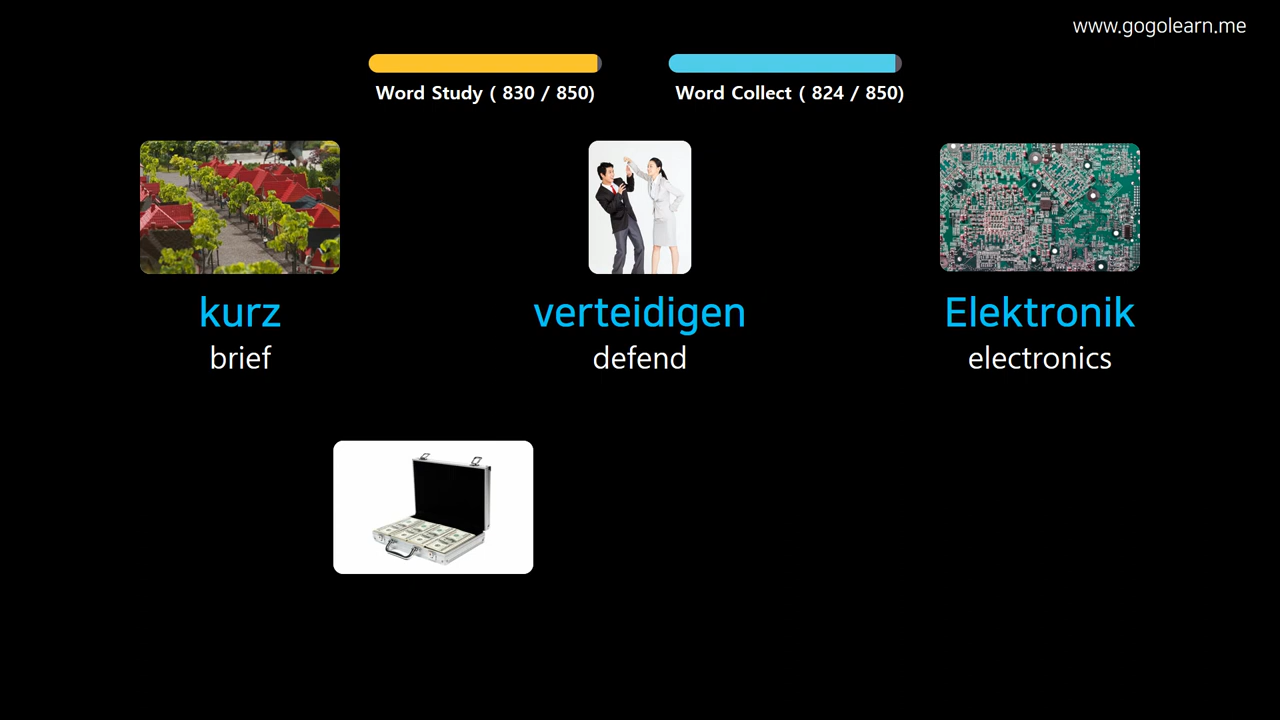 www.gogolearn.me
Word Study ( 830 / 850)
Word Collect ( 824 / 850)
kurz
brief
verteidigen
defend
Elektronik
electronics